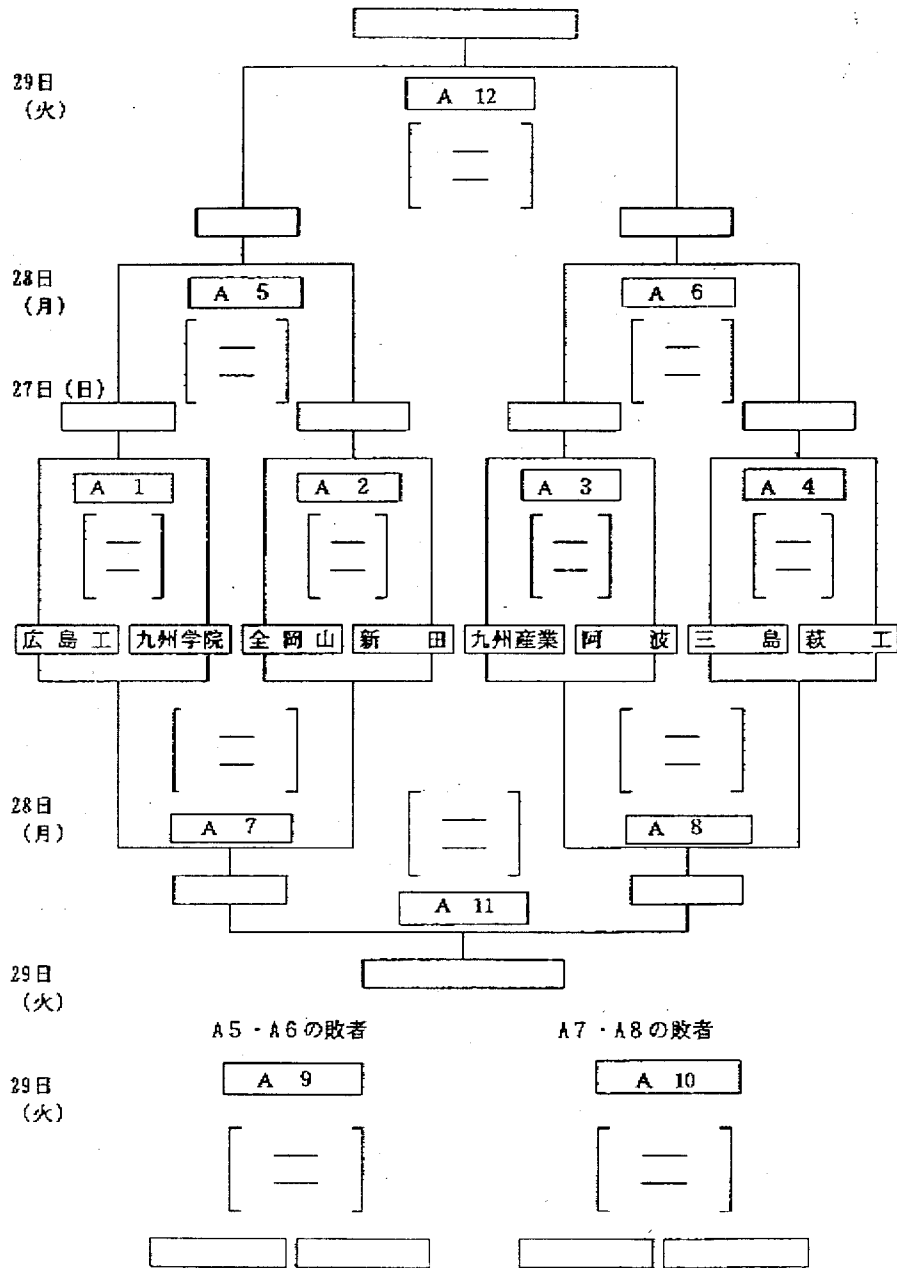 29日
(火)
A 12
28日
(月)
A 5
A 6
27日(日)
A 1
A 2
A 3
A 4
広島工 九州学院 全岡山 新田 九州産業 阿波 三島 萩工
28日
(月)
A 7
A 8
A 11
29日
(火)
A5・A6の敗者 A7・A8の敗者
29日
(火)
A 9
A 10